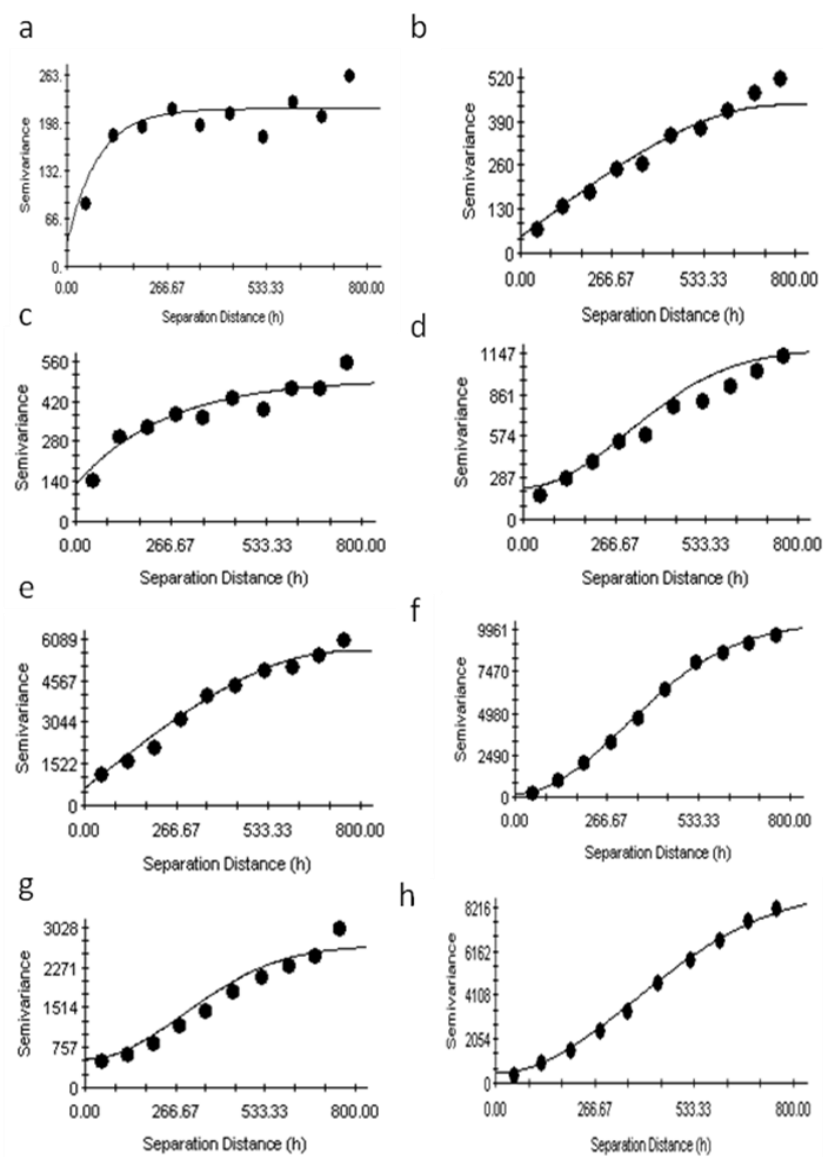 a
263.
198.
132.
66.
0.
Semivariance
0.00 266.67 533.33 800.00
Separation Distance (h)
b
520
390
260
130
0
Semivariance
0.00 266.67 533.33 800.00
Separation Distance (h)
c
560
420
280
140
0
Semivariance
0.00 266.67 533.33 800.00
Separation Distance (h)
d
1147
861
574
287
0
Semivariance
0.00 266.67 533.33 800.00
Separation Distance (h)
e
6089
4567
3044
1522
0
Semivariance
0.00 266.67 533.33 800.00
Separation Distance (h)
f
9961
7470
4980
2490
0
Semivariance
0.00 266.67 533.33 800.00
Separation Distance (h)
g
3028
2271
1514
757
0
Semivariance
0.00 266.67 533.33 800.00
Separation Distance (h)
h
8216
6162
4108
2054
0
Semivariance
0.00 266.67 533.33 800.00
Separation Distance (h)